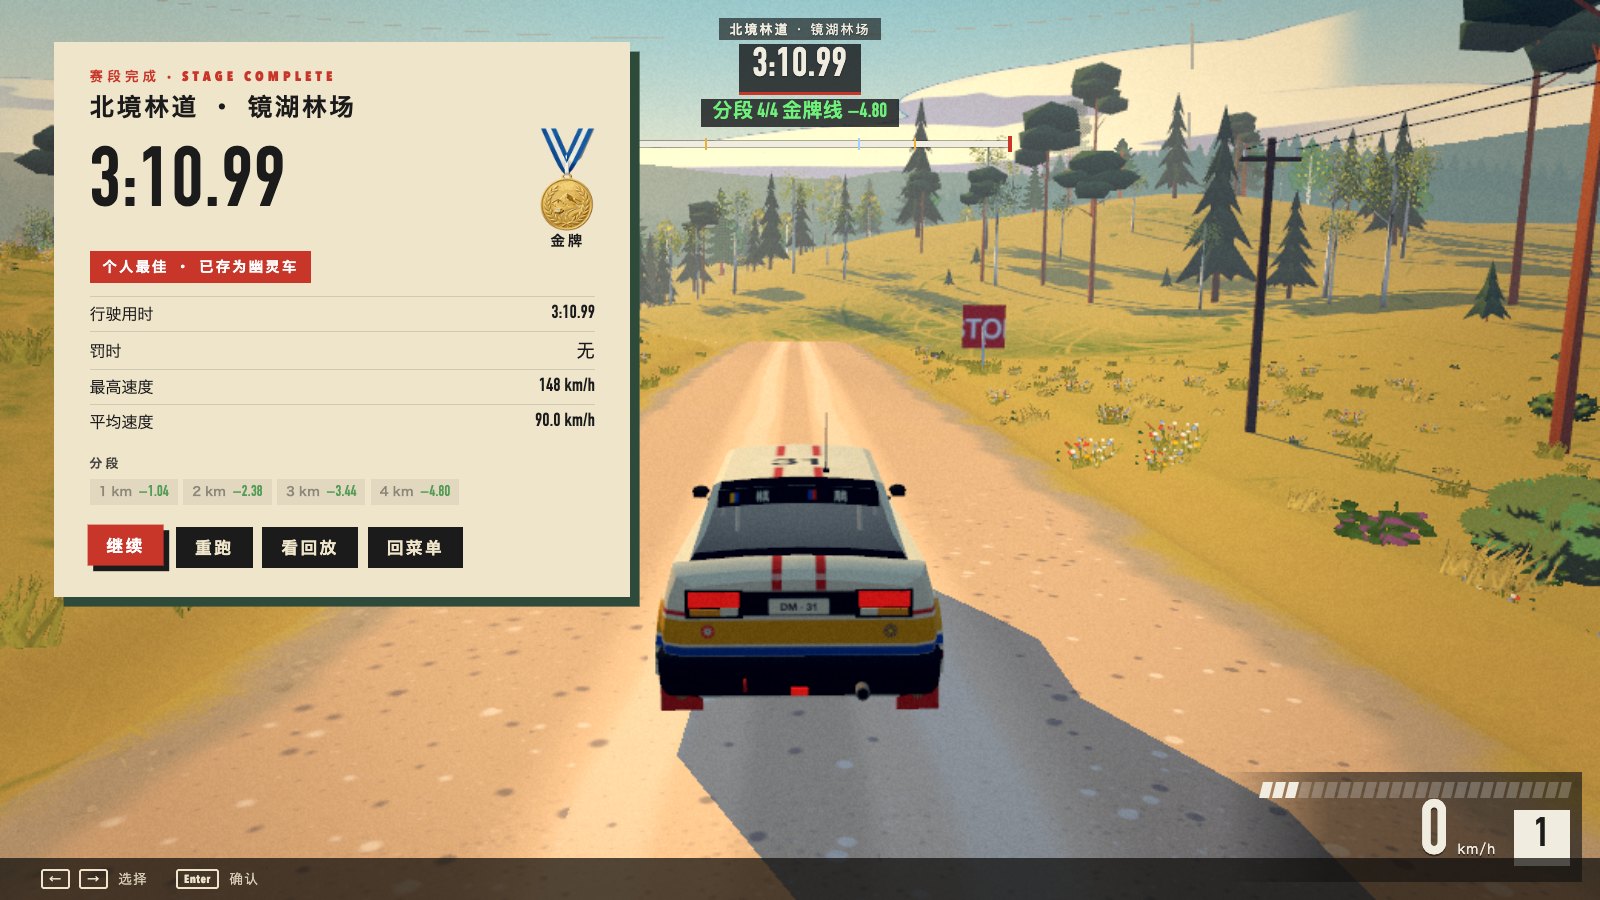 赛段完成 · STAGE COMPLETE
北境林道 · 镜湖林场
3:10.99
金牌
个人最佳 · 已存为幽灵车
行驶用时 3:10.99
罚时 无
最高速度 148 km/h
平均速度 90.0 km/h
分段
1 km −1.04 2 km −2.38 3 km −3.44 4 km −4.80
继续 重跑 看回放 回菜单
北境林道 · 镜湖林场
3:10.99
分段 4/4 金牌线 −4.80
STOP
31
DM · 31
0 km/h 1
← → 选择 Enter 确认